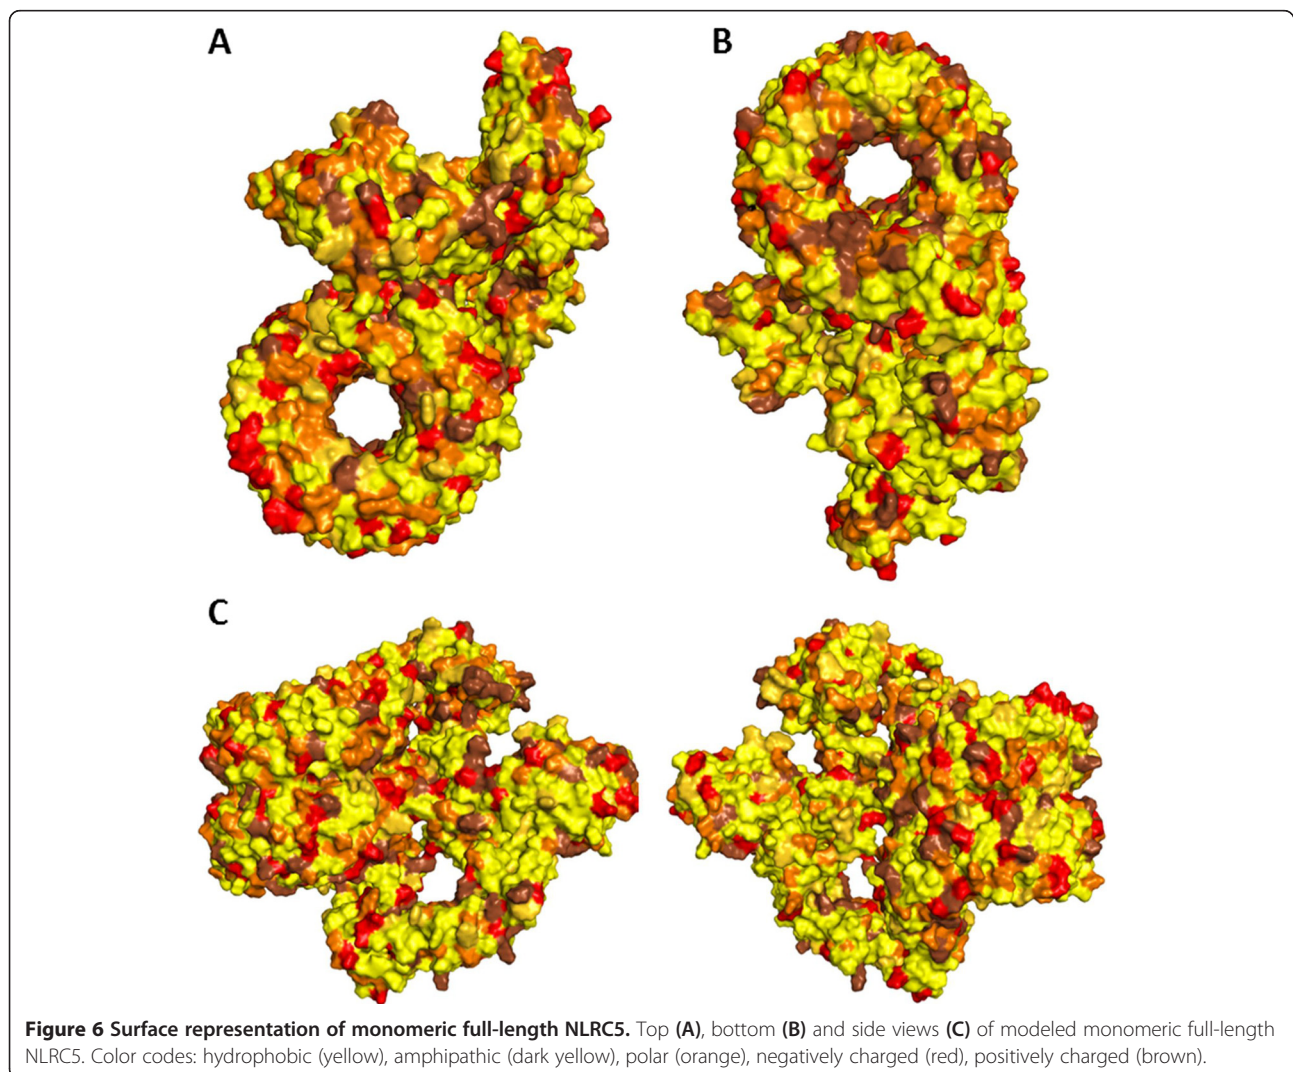 A
B
C
Figure 6 Surface representation of monomeric full-length NLRC5. Top (A), bottom (B) and side views (C) of modeled monomeric full-length
NLRC5. Color codes: hydrophobic (yellow), amphipathic (dark yellow), polar (orange), negatively charged (red), positively charged (brown).